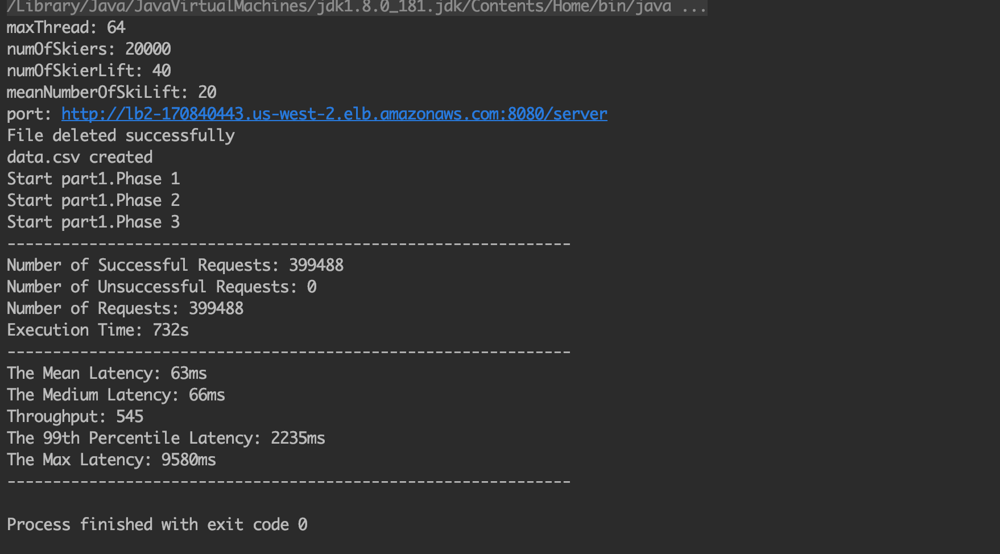 /Library/Java/JavaVirtualMachines/jdk1.8.0_181.jdk/Contents/Home/bin/java ...
maxThread: 64
numOfSkiers: 20000
numOfSkierLift: 40
meanNumberOfSkiLift: 20
port: http://lb2-170840443.us-west-2.elb.amazonaws.com:8080/server
File deleted successfully
data.csv created
Start part1.Phase 1
Start part1.Phase 2
Start part1.Phase 3
--------------------------------------------------------------
Number of Successful Requests: 399488
Number of Unsuccessful Requests: 0
Number of Requests: 399488
Execution Time: 732s
--------------------------------------------------------------
The Mean Latency: 63ms
The Medium Latency: 66ms
Throughput: 545
The 99th Percentile Latency: 2235ms
The Max Latency: 9580ms
--------------------------------------------------------------
Process finished with exit code 0